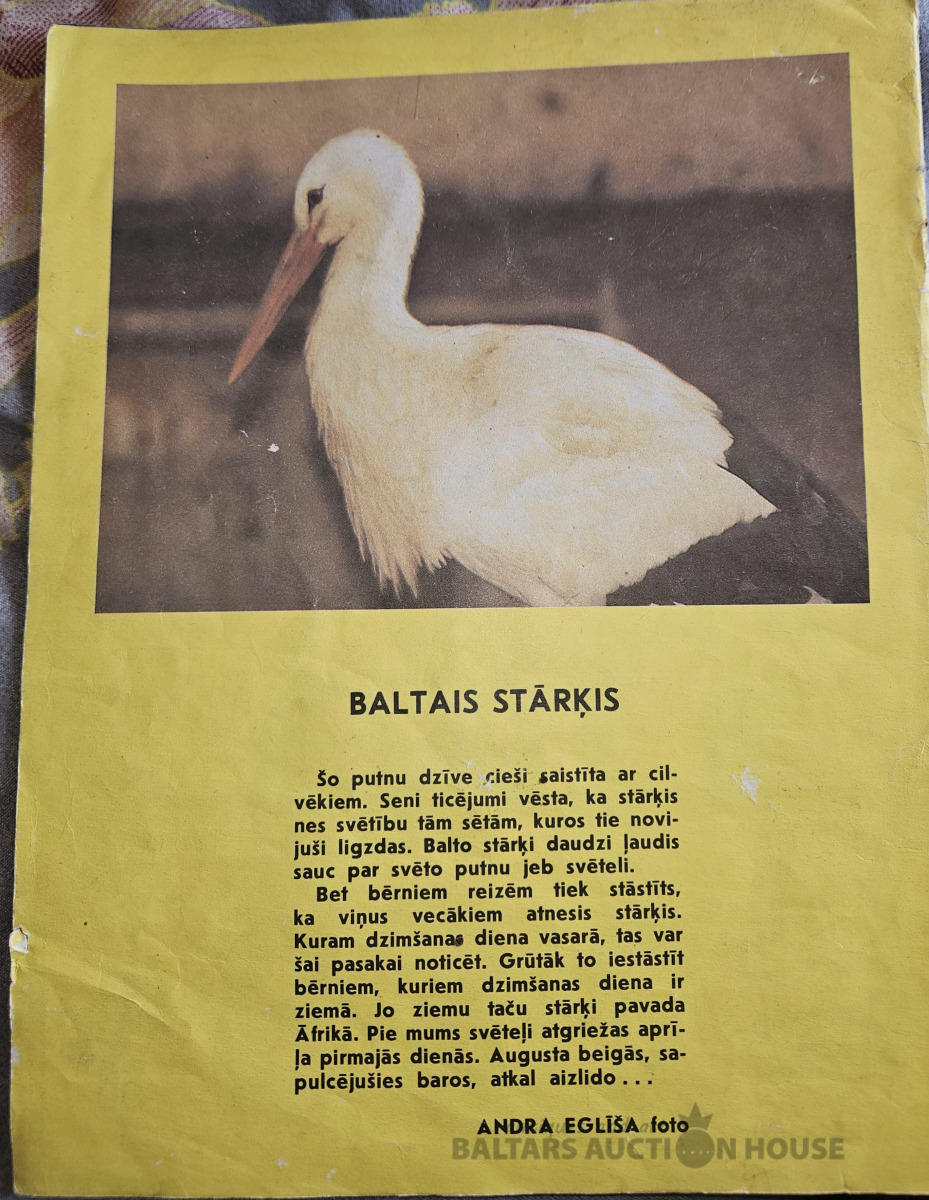 BALTAIS STĀRĶIS
Šo putnu dzīve cieši saistīta ar cil-
vēkiem. Seni ticējumi vēsta, ka stārķis
nes svētību tām sētām, kuros tie novi-
juši ligzdas. Balto stārķi daudzi ļaudis
sauc par svēto putnu jeb svēteli.
Bet bērniem reizēm tiek stāstīts,
ka viņus vecākiem atnesis stārķis.
Kuram dzimšanas diena vasarā, tas var
šai pasakai noticēt. Grūtāk to iestāstīt
bērniem, kuriem dzimšanas diena ir
ziemā. Jo ziemu taču stārķi pavada
Āfrikā. Pie mums svēteļi atgriežas aprī-
ļa pirmajās dienās. Augusta beigās, sa-
pulcējušies baros, atkal aizlido . . .
ANDRA EGLĪŠA foto
BALTARS AUCTION HOUSE